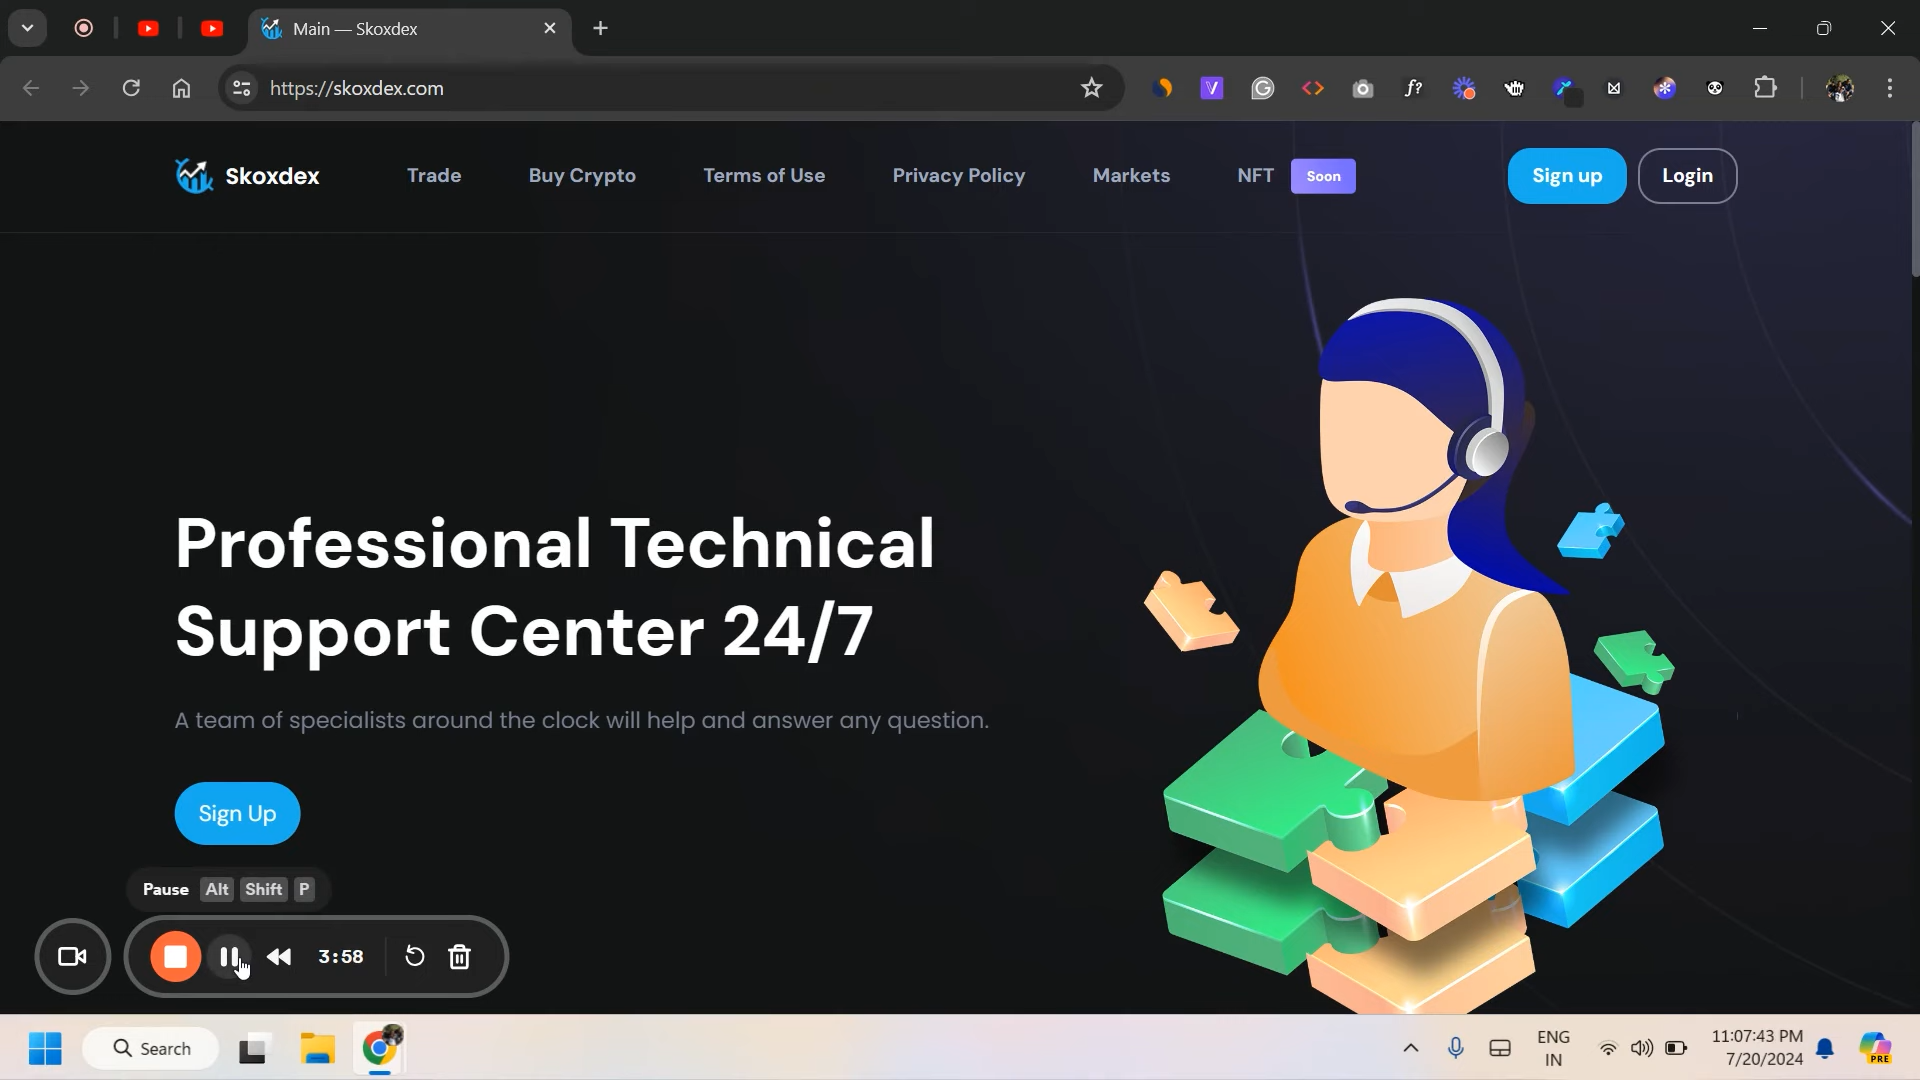 Main — Skoxdex
https://skoxdex.com
Skoxdex
Trade
Buy Crypto
Terms of Use
Privacy Policy
Markets
NFT
Soon
Sign up
Login
Professional Technical
Support Center 24/7
A team of specialists around the clock will help and answer any question.
Sign Up
Pause Alt Shift P
3:58
Search
ENG
IN
11:07:43 PM
7/20/2024
PRE